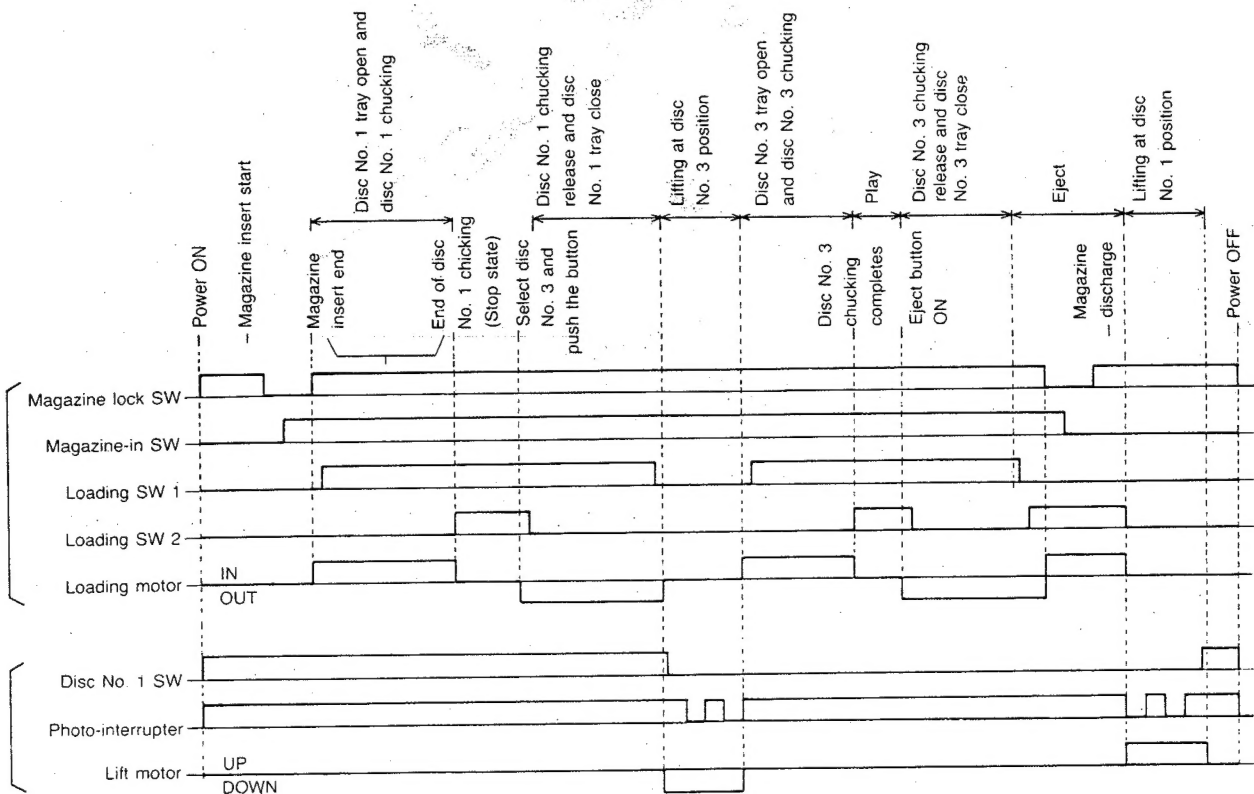 Power ON
Magazine insert start
Magazine
insert end
Disc No. 1 tray open and
disc No. 1 chucking
End of disc
No. 1 chicking
(Stop state)
Select disc
No. 3 and
push the button
Disc No. 1 chucking
release and disc
No. 1 tray close
Lifting at disc
No. 3 position
Disc No. 3 tray open
and disc No. 3 chucking
Disc No. 3
chucking
completes
Play
Eject button
ON
Disc No. 3 chucking
release and disc
No. 3 tray close
Eject
Magazine
discharge
Lifting at disc
No. 1 position
Power OFF
Magazine lock SW
Magazine-in SW
Loading SW 1
Loading SW 2
Loading motor
IN
OUT
Disc No. 1 SW
Photo-interrupter
Lift motor
UP
DOWN